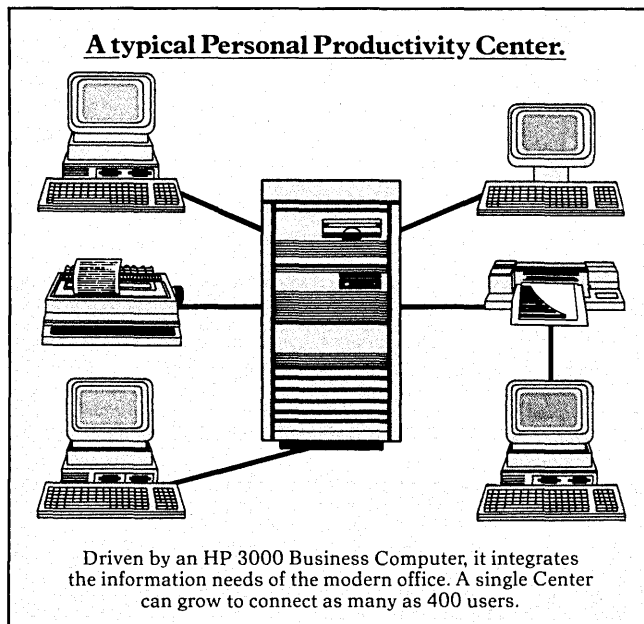 A typical Personal Productivity Center.
Driven by an HP 3000 Business Computer, it integrates
the information needs of the modern office. A single Center
can grow to connect as many as 400 users.